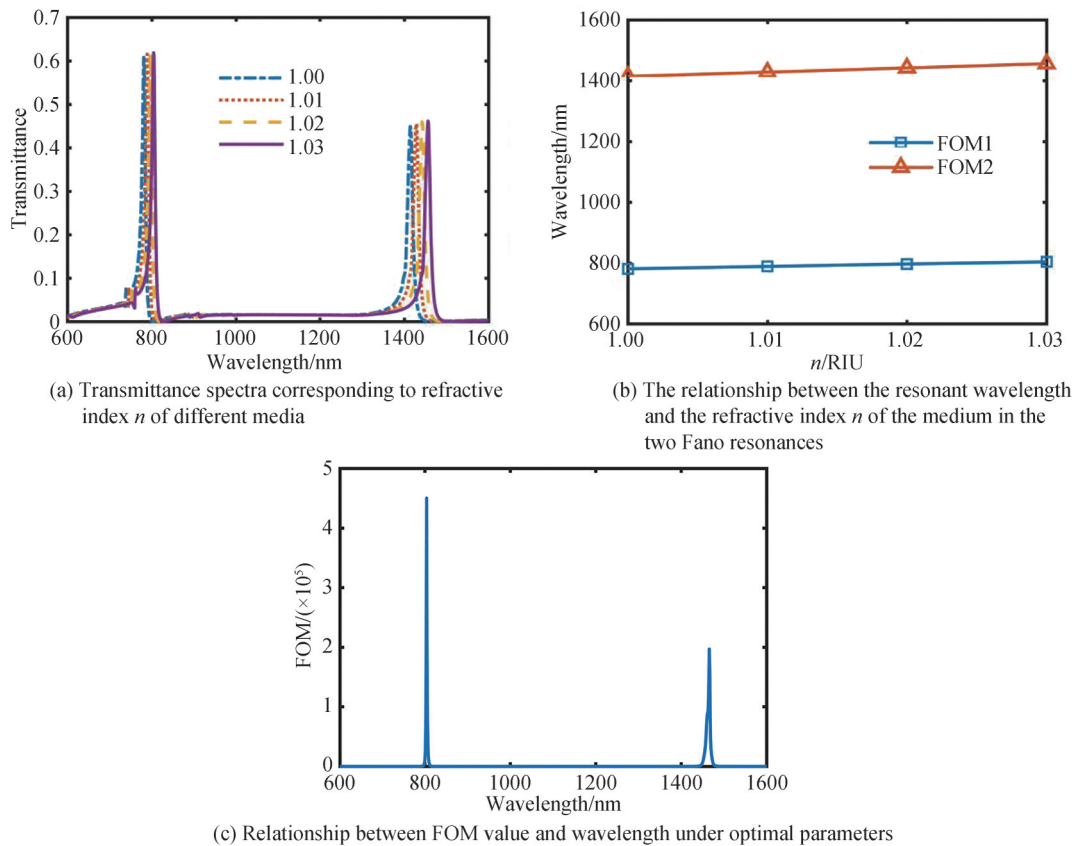 0.7
0.6
0.5
0.4
0.3
0.2
0.1
0
Transmittance
1.00
1.01
1.02
1.03
600 800 1000 1200 1400 1600
Wavelength/nm
(a) Transmittance spectra corresponding to refractive
index n of different media
1600
1400
1200
1000
800
600
Wavelength/nm
FOM1
FOM2
1.00 1.01 1.02 1.03
n/RIU
(b) The relationship between the resonant wavelength
and the refractive index n of the medium in the
two Fano resonances
5
4
3
2
1
0
FOM/(×10⁵)
600 800 1000 1200 1400 1600
Wavelength/nm
(c) Relationship between FOM value and wavelength under optimal parameters